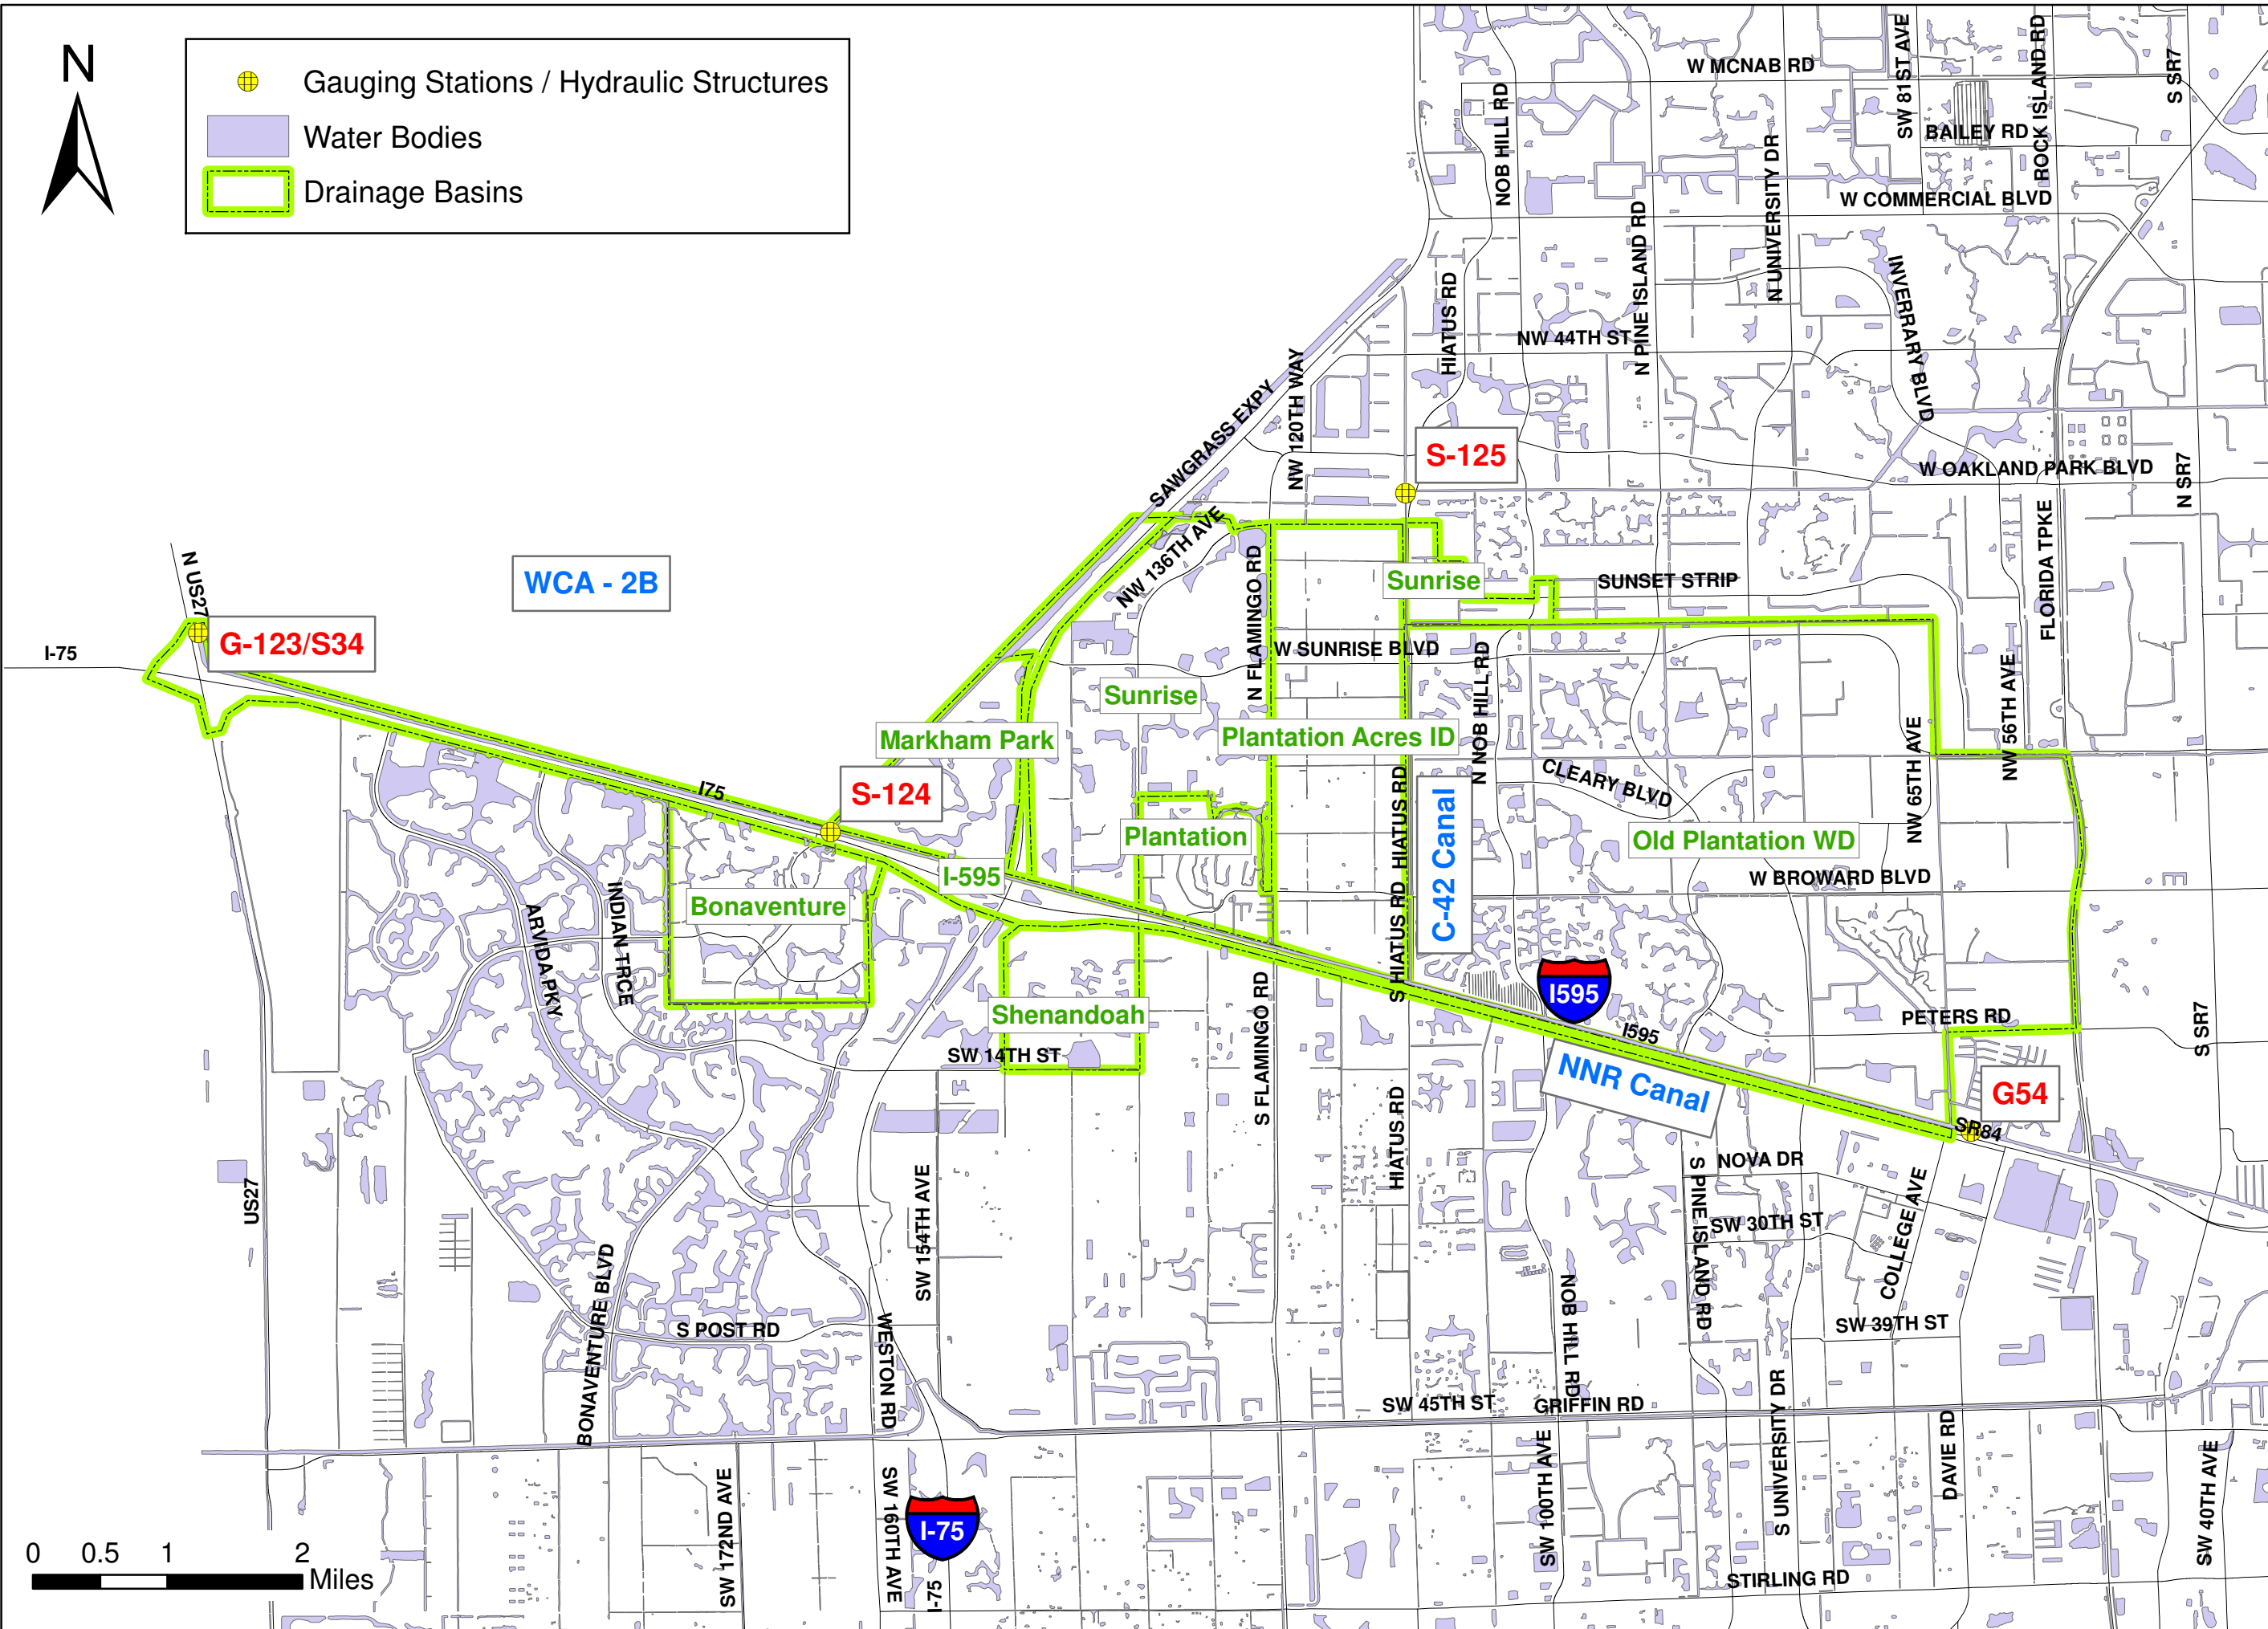 N
Gauging Stations / Hydraulic Structures
Water Bodies
Drainage Basins
W MCNAB RD
SW 81ST AVE
ROCK ISLAND RD
S SR7
NOB HILL RD
BAILEY RD
N UNIVERSITY DR
W COMMERCIAL BLVD
N PINE ISLAND RD
HIATUS RD
INVERRARY BLVD
NW 44TH ST
NW 120TH WAY
SAWGRASS EXPY
S-125
W OAKLAND PARK BLVD
N SR7
NW 136TH AVE
N US27
WCA - 2B
N FLAMINGO RD
Sunrise
SUNSET STRIP
FLORIDA TPKE
G-123/S34
I-75
W SUNRISE BLVD
N NOB HILL RD
NW 56TH AVE
Sunrise
Markham Park
Plantation Acres ID
NW 65TH AVE
I75
S-124
CLEARY BLVD
HIATUS RD
C-42 Canal
Plantation
Old Plantation WD
I-595
W BROWARD BLVD
Bonaventure
INDIAN TRCE
ARVIDA PKY
S HIATUS RD
I595
Shenandoah
PETERS RD
I595
S SR7
SW 14TH ST
S FLAMINGO RD
NNR Canal
G54
SR84
HIATUS RD
US27
NOVA DR
SW 154TH AVE
S PINE ISLAND RD
SW 30TH ST
COLLEGE AVE
BONAVENTURE BLVD
NOB HILL RD
S POST RD
WESTON RD
SW 39TH ST
SW 45TH ST
GRIFFIN RD
S UNIVERSITY DR
DAVIE RD
SW 172ND AVE
SW 160TH AVE
I-75
SW 100TH AVE
SW 40TH AVE
0 0.5 1 2
Miles
I-75
STIRLING RD